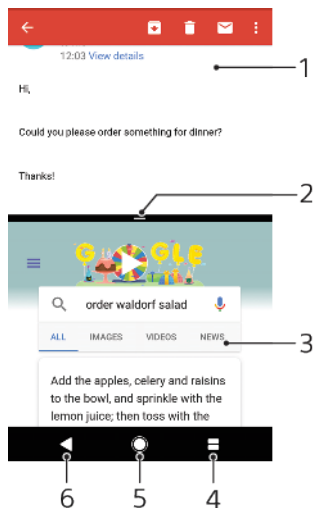 12:03 View details
1
Hi,
Could you please order something for dinner?
Thanks!
2
GOOGLE
order waldorf salad
ALL IMAGES VIDEOS NEWS
3
Add the apples, celery and raisins
to the bowl, and sprinkle with the
lemon juice; then toss with the
6 5 4